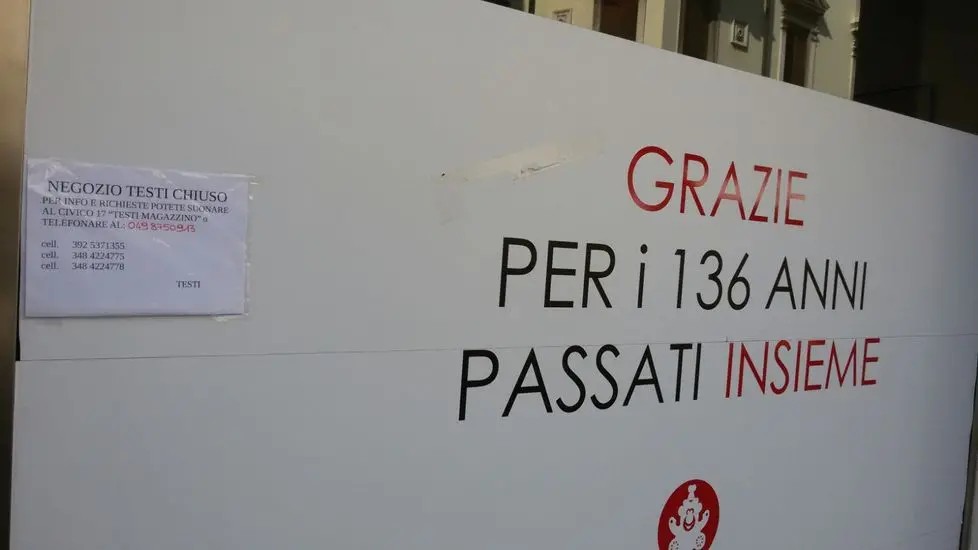 NEGOZIO TESTI CHIUSO
PER INFO E RICHIESTE POTETE SUONARE
AL CIVICO 17 "TESTI MAGAZZINO" o
TELEFONARE AL: 049 8750913
cell. 392 5371355
cell. 348 4224775
cell. 348 4224778
TESTI
GRAZIE
PER i 136 ANNI
PASSATI INSIEME